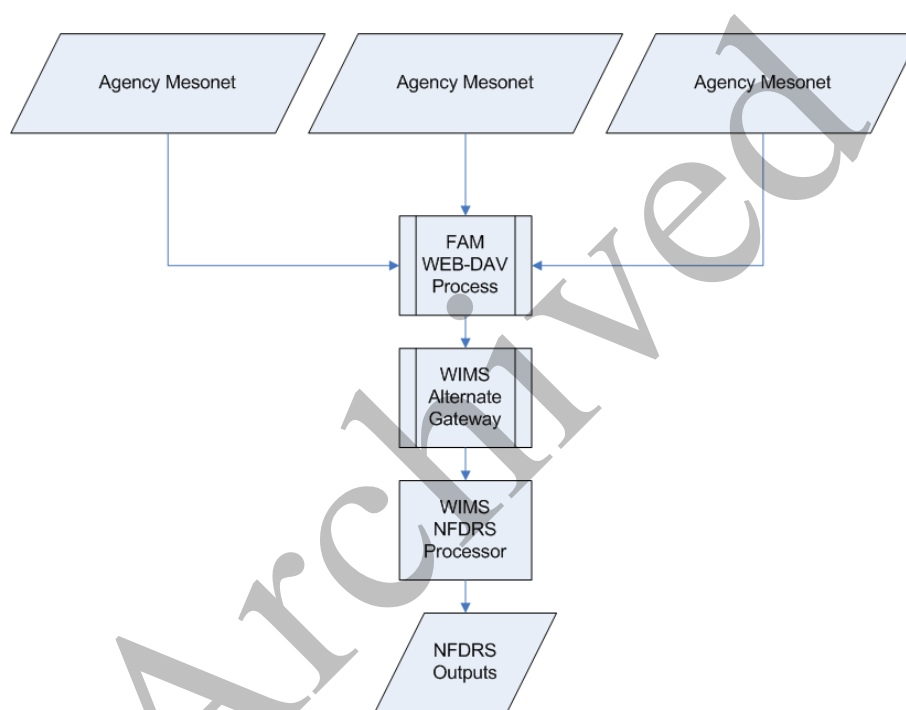 Agency Mesonet
Agency Mesonet
Agency Mesonet
FAM
WEB-DAV
Process
WIMS
Alternate
Gateway
WIMS
NFDRS
Processor
NFDRS
Outputs
Archived